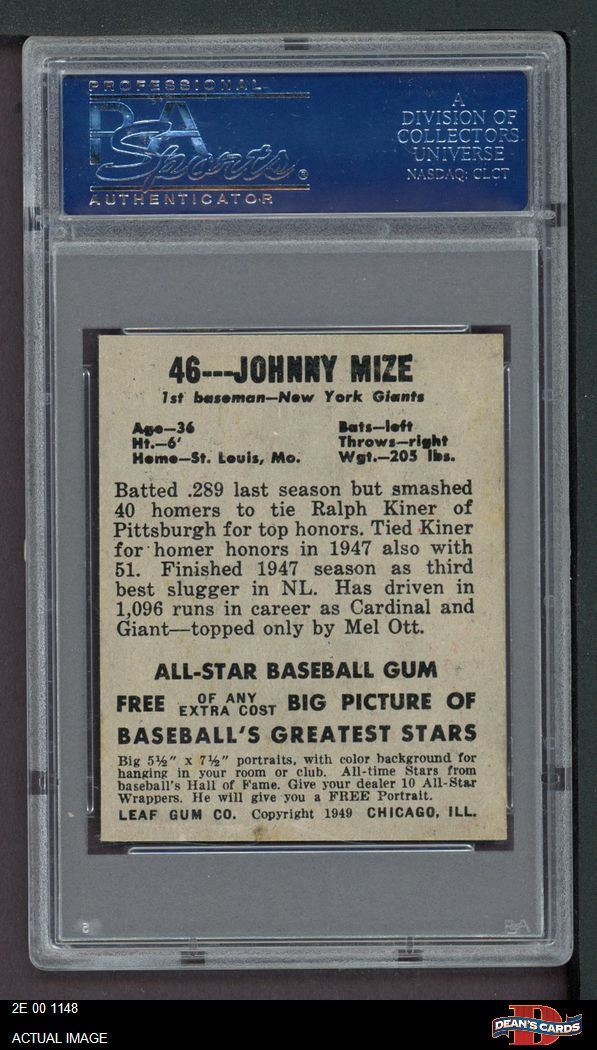 PROFESSIONAL
PSA
Sports ®
AUTHENTICATOR
A
DIVISION OF
COLLECTORS
UNIVERSE
NASDAQ: CLCT
46---JOHNNY MIZE
1st baseman—New York Giants
Age—36 Bats—left
Ht.—6' Throws—right
Home—St. Louis, Mo. Wgt.—205 lbs.
Batted .289 last season but smashed
40 homers to tie Ralph Kiner of
Pittsburgh for top honors. Tied Kiner
for homer honors in 1947 also with
51. Finished 1947 season as third
best slugger in NL. Has driven in
1,096 runs in career as Cardinal and
Giant—topped only by Mel Ott.
ALL-STAR BASEBALL GUM
FREE OF ANY EXTRA COST BIG PICTURE OF
BASEBALL'S GREATEST STARS
Big 5½" x 7½" portraits, with color background for
hanging in your room or club. All-time Stars from
baseball's Hall of Fame. Give your dealer 10 All-Star
Wrappers. He will give you a FREE Portrait.
LEAF GUM CO. Copyright 1949 CHICAGO, ILL.
PSA
2E 00 1148
ACTUAL IMAGE
D
DEAN'S CARDS